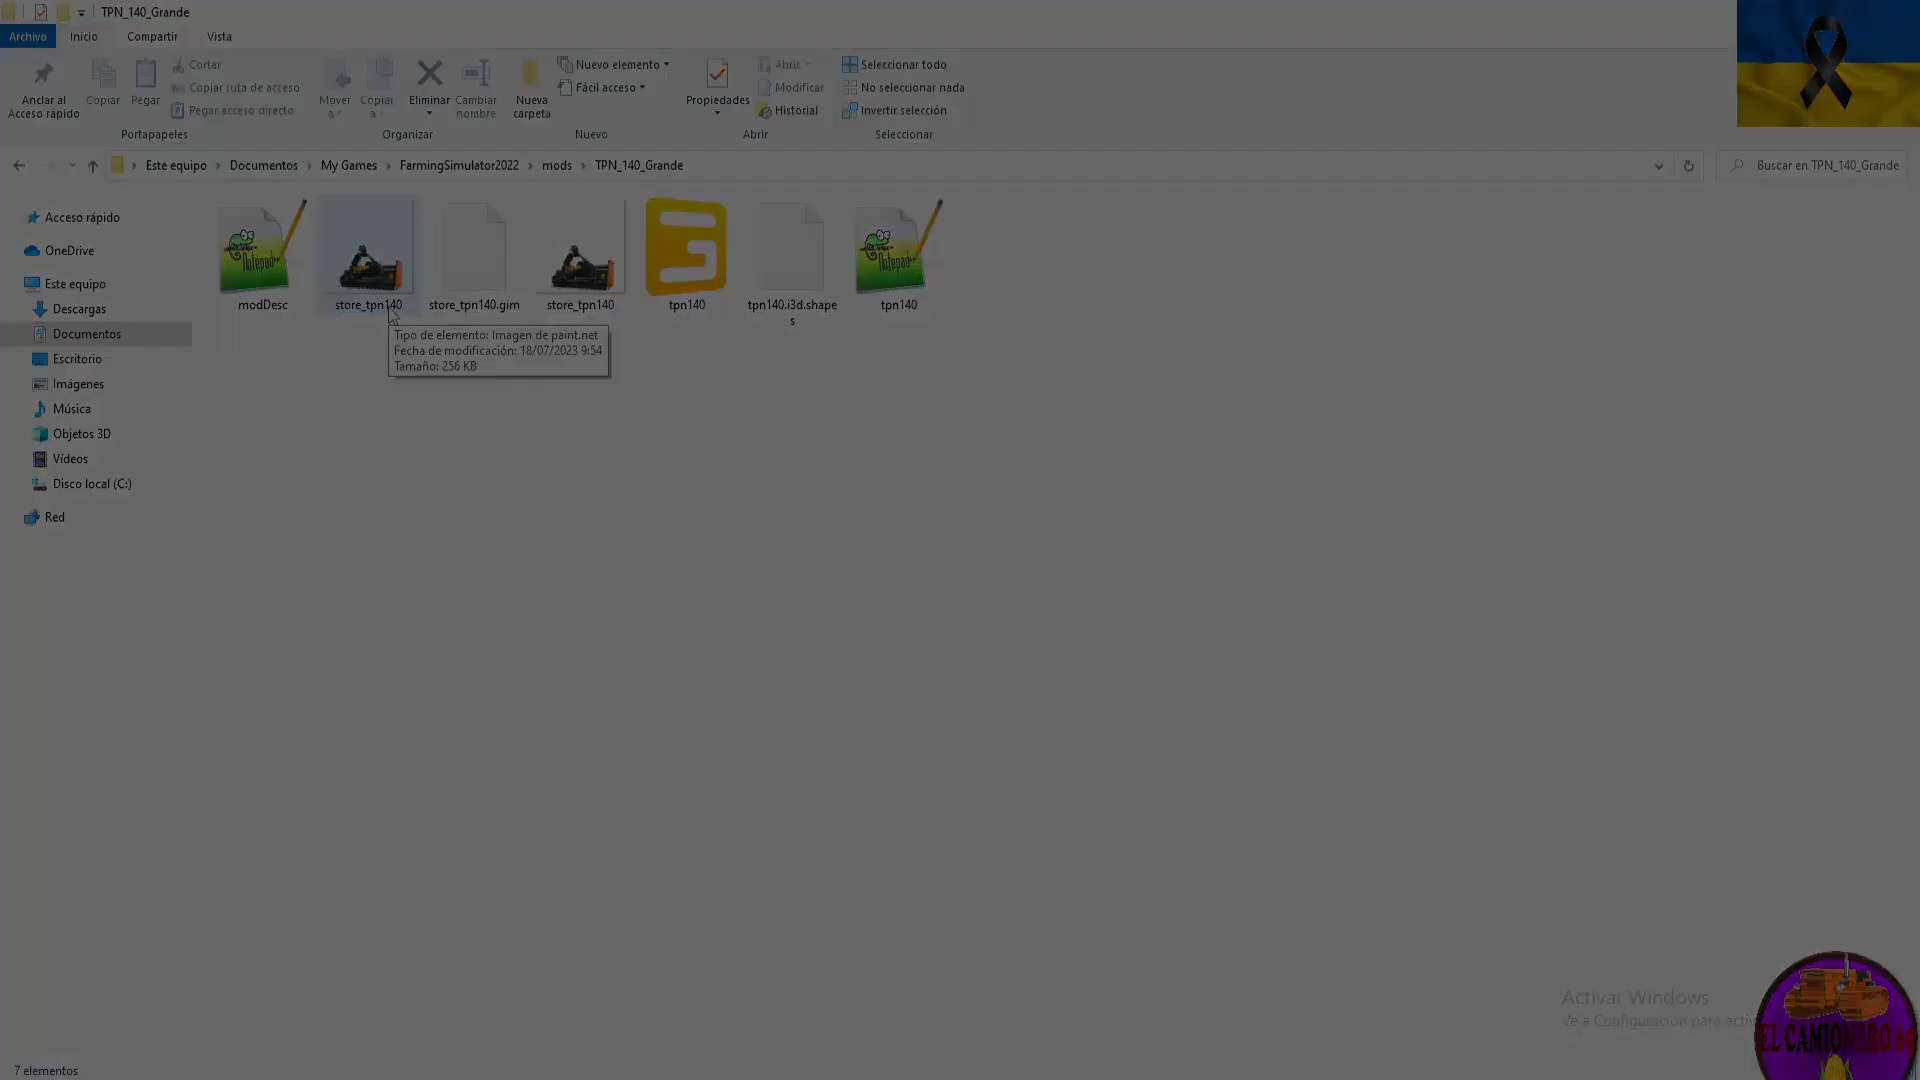 TPN_140_Grande
Archivo Inicio Compartir Vista
Anclar al
Acceso rápido
Copiar
Pegar
Cortar
Copiar ruta de acceso
Pegar acceso directo
Portapapeles
Mover
a
Copiar
a
Eliminar
Cambiar
nombre
Organizar
Nueva
carpeta
Nuevo elemento
Fácil acceso
Nuevo
Propiedades
Abrir
Modificar
Historial
Abrir
Seleccionar todo
No seleccionar nada
Invertir selección
Seleccionar
Este equipo > Documentos > My Games > FarmingSimulator2022 > mods > TPN_140_Grande
Buscar en TPN_140_Grande
Acceso rápido
OneDrive
Este equipo
Descargas
Documentos
Escritorio
Imágenes
Música
Objetos 3D
Vídeos
Disco local (C:)
Red
modDesc
store_tpn140
store_tpn140.gim
store_tpn140
tpn140
tpn140.i3d.shape
s
tpn140
Tipo de elemento: Imagen de paint.net
Fecha de modificación: 18/07/2023 9:54
Tamaño: 256 KB
Activar Windows
Ve a Configuración para
EL CAMIONERO
7 elementos